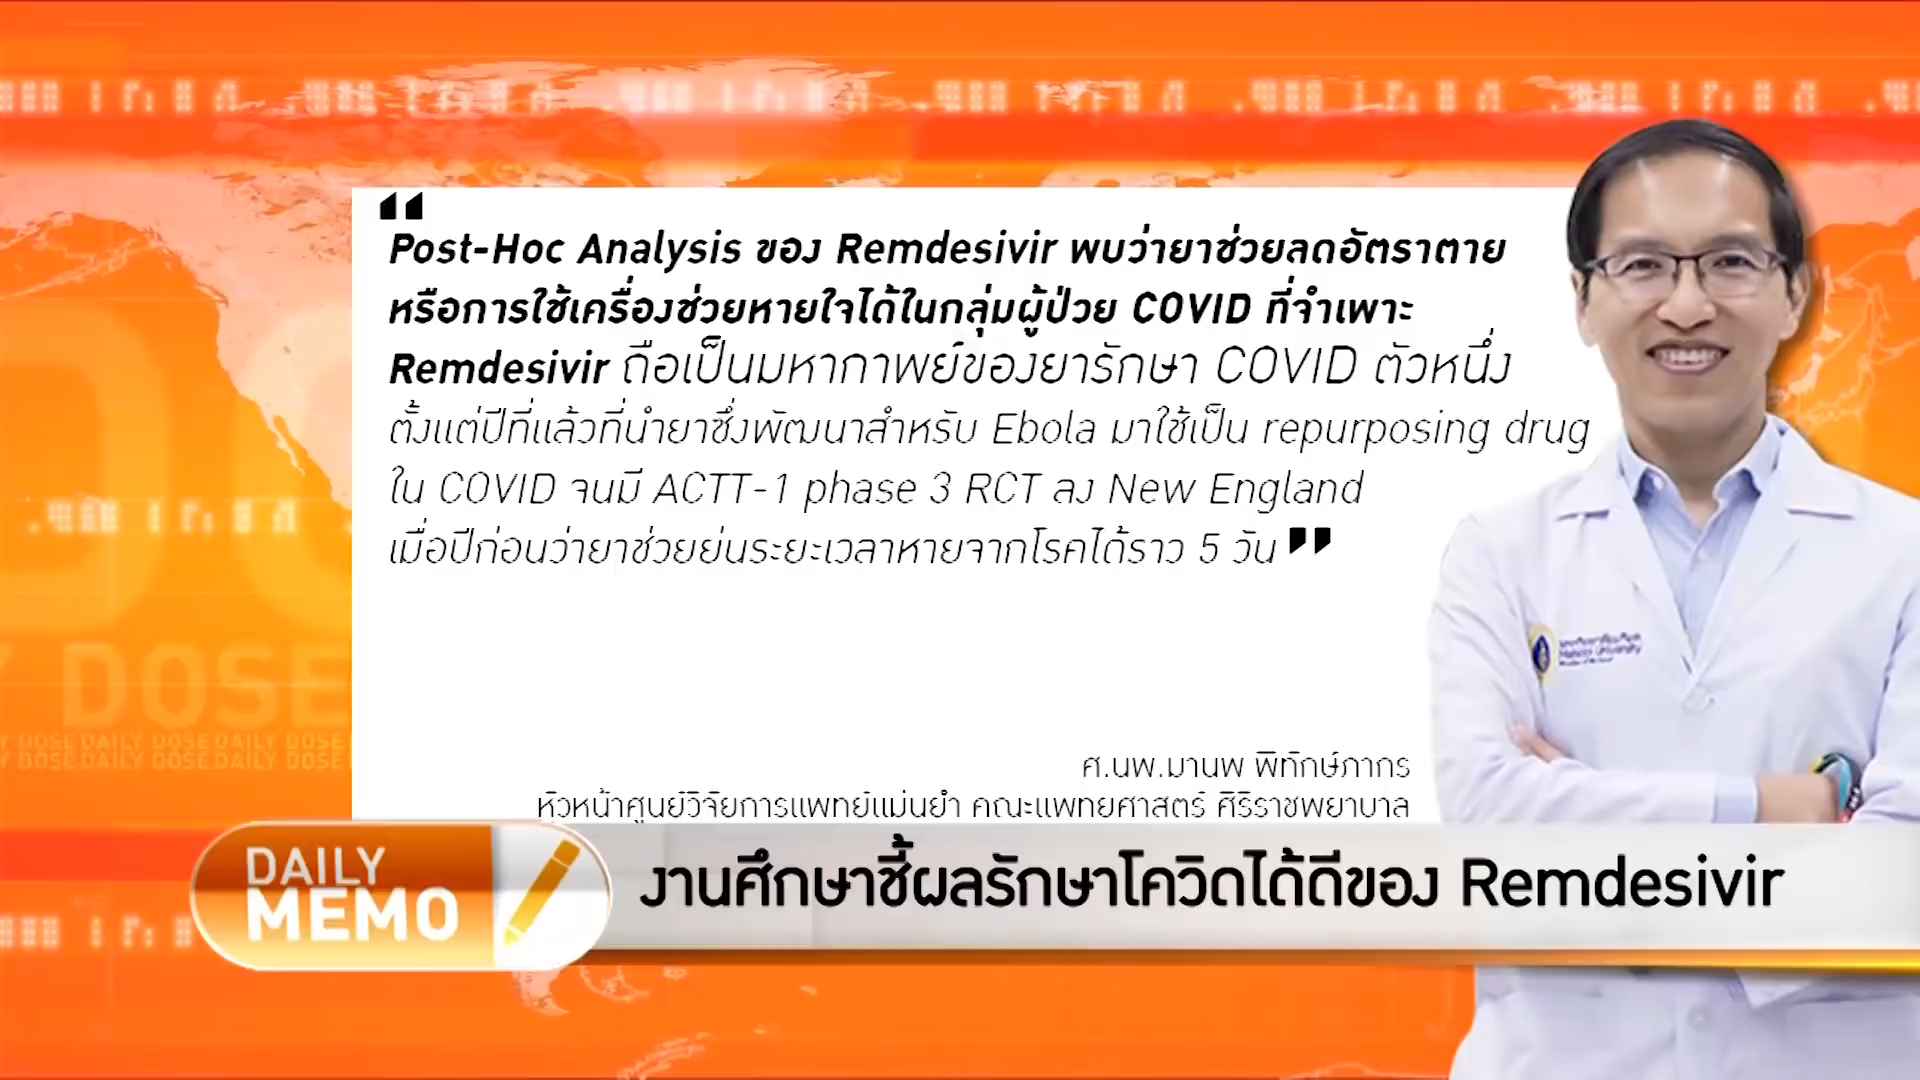 Post-Hoc Analysis ของ Remdesivir พบว่ายาช่วยลดอัตราตาย
หรือการใช้เครื่องช่วยหายใจได้ในกลุ่มผู้ป่วย COVID ที่จำเพาะ
Remdesivir ถือเป็นมหากาพย์ของยารักษา COVID ตัวหนึ่ง
ตั้งแต่ปีที่แล้วที่นำยาซึ่งพัฒนาสำหรับ Ebola มาใช้เป็น repurposing drug
ใน COVID จนมี ACTT-1 phase 3 RCT ลง New England
เมื่อปีก่อนว่ายาช่วยย่นระยะเวลาหายจากโรคได้ราว 5 วัน
Mahidol University
Y DOSE
Y DOSEDAILY DOSEDAILY DOSE
Y DOSEDAILY DOSEDAILY DOSE
ศ.นพ.มานพ พิทักษ์ภากร
หัวหน้าศูนย์วิจัยการแพทย์แม่นยำ คณะแพทยศาสตร์ ศิริราชพยาบาล
DAILY
MEMO
งานศึกษาชี้ผลรักษาโควิดได้ดีของ Remdesivir